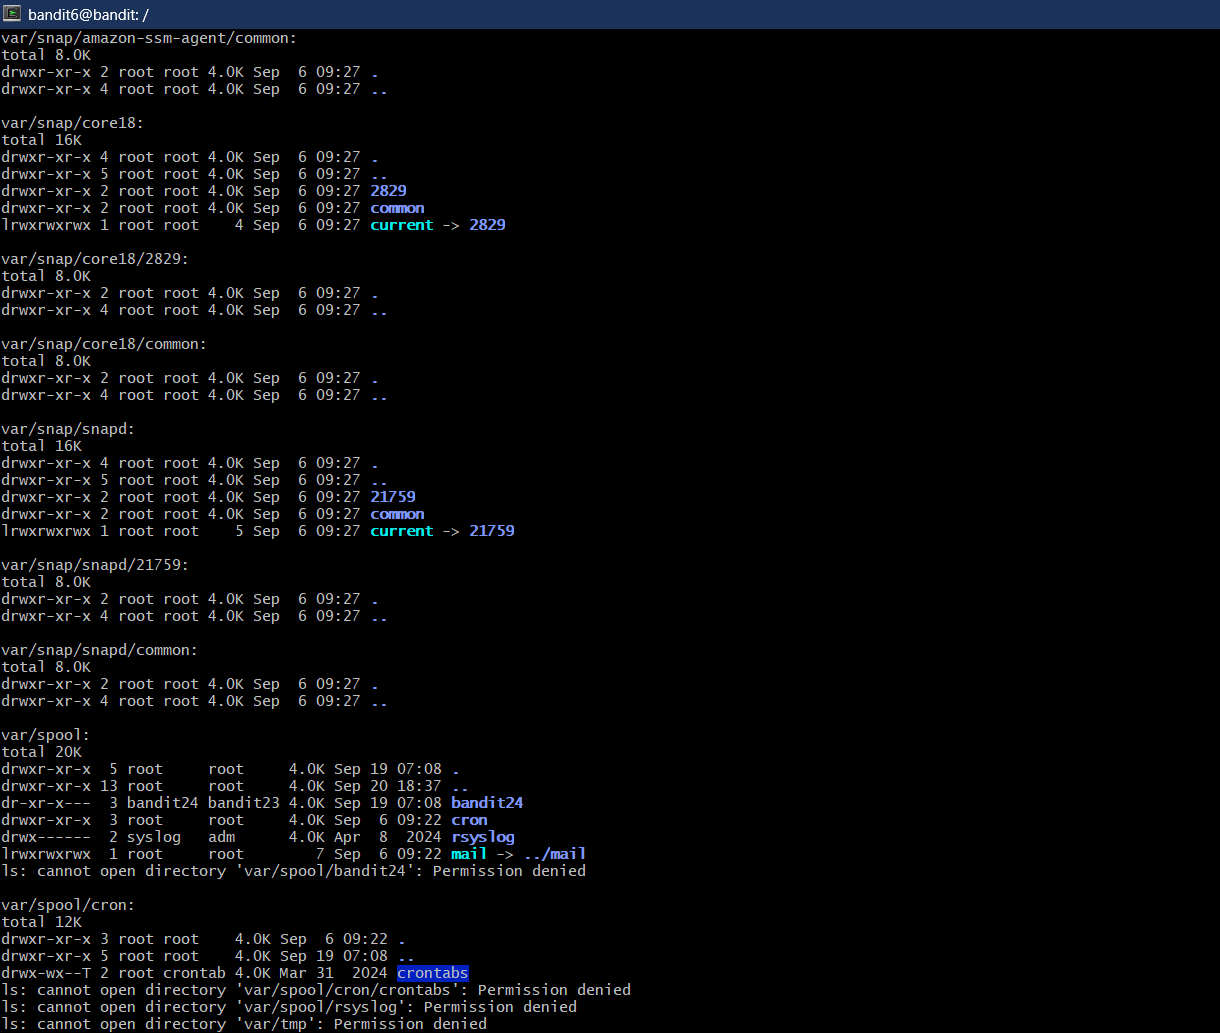 bandit6@bandit: /
var/snap/amazon-ssm-agent/common:
total 8.0K
drwxr-xr-x 2 root root 4.0K Sep  6 09:27 .
drwxr-xr-x 4 root root 4.0K Sep  6 09:27 ..

var/snap/core18:
total 16K
drwxr-xr-x 4 root root 4.0K Sep  6 09:27 .
drwxr-xr-x 5 root root 4.0K Sep  6 09:27 ..
drwxr-xr-x 2 root root 4.0K Sep  6 09:27 2829
drwxr-xr-x 2 root root 4.0K Sep  6 09:27 common
lrwxrwxrwx 1 root root    4 Sep  6 09:27 current -> 2829

var/snap/core18/2829:
total 8.0K
drwxr-xr-x 2 root root 4.0K Sep  6 09:27 .
drwxr-xr-x 4 root root 4.0K Sep  6 09:27 ..

var/snap/core18/common:
total 8.0K
drwxr-xr-x 2 root root 4.0K Sep  6 09:27 .
drwxr-xr-x 4 root root 4.0K Sep  6 09:27 ..

var/snap/snapd:
total 16K
drwxr-xr-x 4 root root 4.0K Sep  6 09:27 .
drwxr-xr-x 5 root root 4.0K Sep  6 09:27 ..
drwxr-xr-x 2 root root 4.0K Sep  6 09:27 21759
drwxr-xr-x 2 root root 4.0K Sep  6 09:27 common
lrwxrwxrwx 1 root root    5 Sep  6 09:27 current -> 21759

var/snap/snapd/21759:
total 8.0K
drwxr-xr-x 2 root root 4.0K Sep  6 09:27 .
drwxr-xr-x 4 root root 4.0K Sep  6 09:27 ..

var/snap/snapd/common:
total 8.0K
drwxr-xr-x 2 root root 4.0K Sep  6 09:27 .
drwxr-xr-x 4 root root 4.0K Sep  6 09:27 ..

var/spool:
total 20K
drwxr-xr-x  5 root     root     4.0K Sep 19 07:08 .
drwxr-xr-x 13 root     root     4.0K Sep 20 18:37 ..
dr-xr-x---  3 bandit24 bandit23 4.0K Sep 19 07:08 bandit24
drwxr-xr-x  3 root     root     4.0K Sep  6 09:22 cron
drwx------  2 syslog   adm      4.0K Apr  8  2024 rsyslog
lrwxrwxrwx  1 root     root        7 Sep  6 09:22 mail -> ../mail
ls: cannot open directory 'var/spool/bandit24': Permission denied

var/spool/cron:
total 12K
drwxr-xr-x 3 root root    4.0K Sep  6 09:22 .
drwxr-xr-x 5 root root    4.0K Sep 19 07:08 ..
drwx-wx--T 2 root crontab 4.0K Mar 31  2024 crontabs
ls: cannot open directory 'var/spool/cron/crontabs': Permission denied
ls: cannot open directory 'var/spool/rsyslog': Permission denied
ls: cannot open directory 'var/tmp': Permission denied